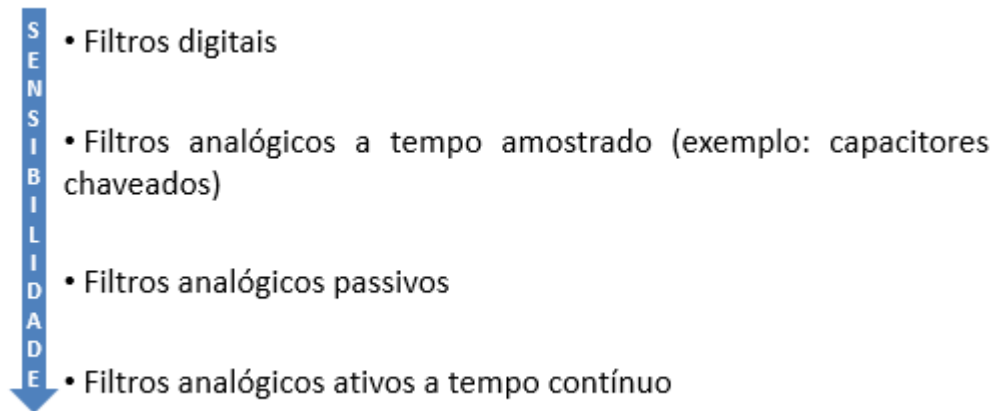 SENSIBILIDADE
• Filtros digitais
• Filtros analógicos a tempo amostrado (exemplo: capacitores
chaveados)
• Filtros analógicos passivos
• Filtros analógicos ativos a tempo contínuo